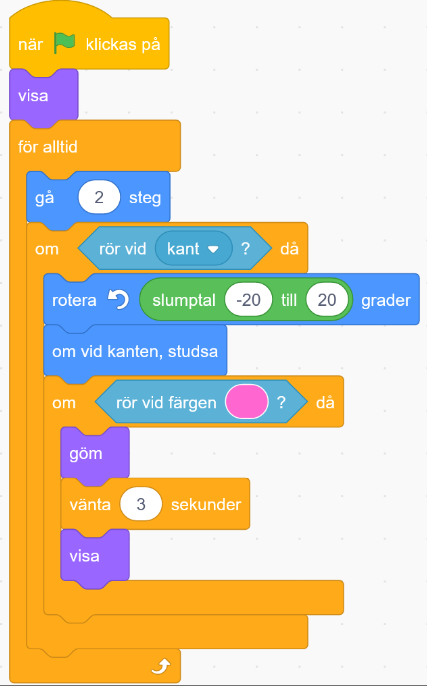 när klickas på
visa
för alltid
gå 2 steg
om rör vid kant ? då
rotera slumptal -20 till 20 grader
om vid kanten, studsa
om rör vid färgen ? då
göm
vänta 3 sekunder
visa